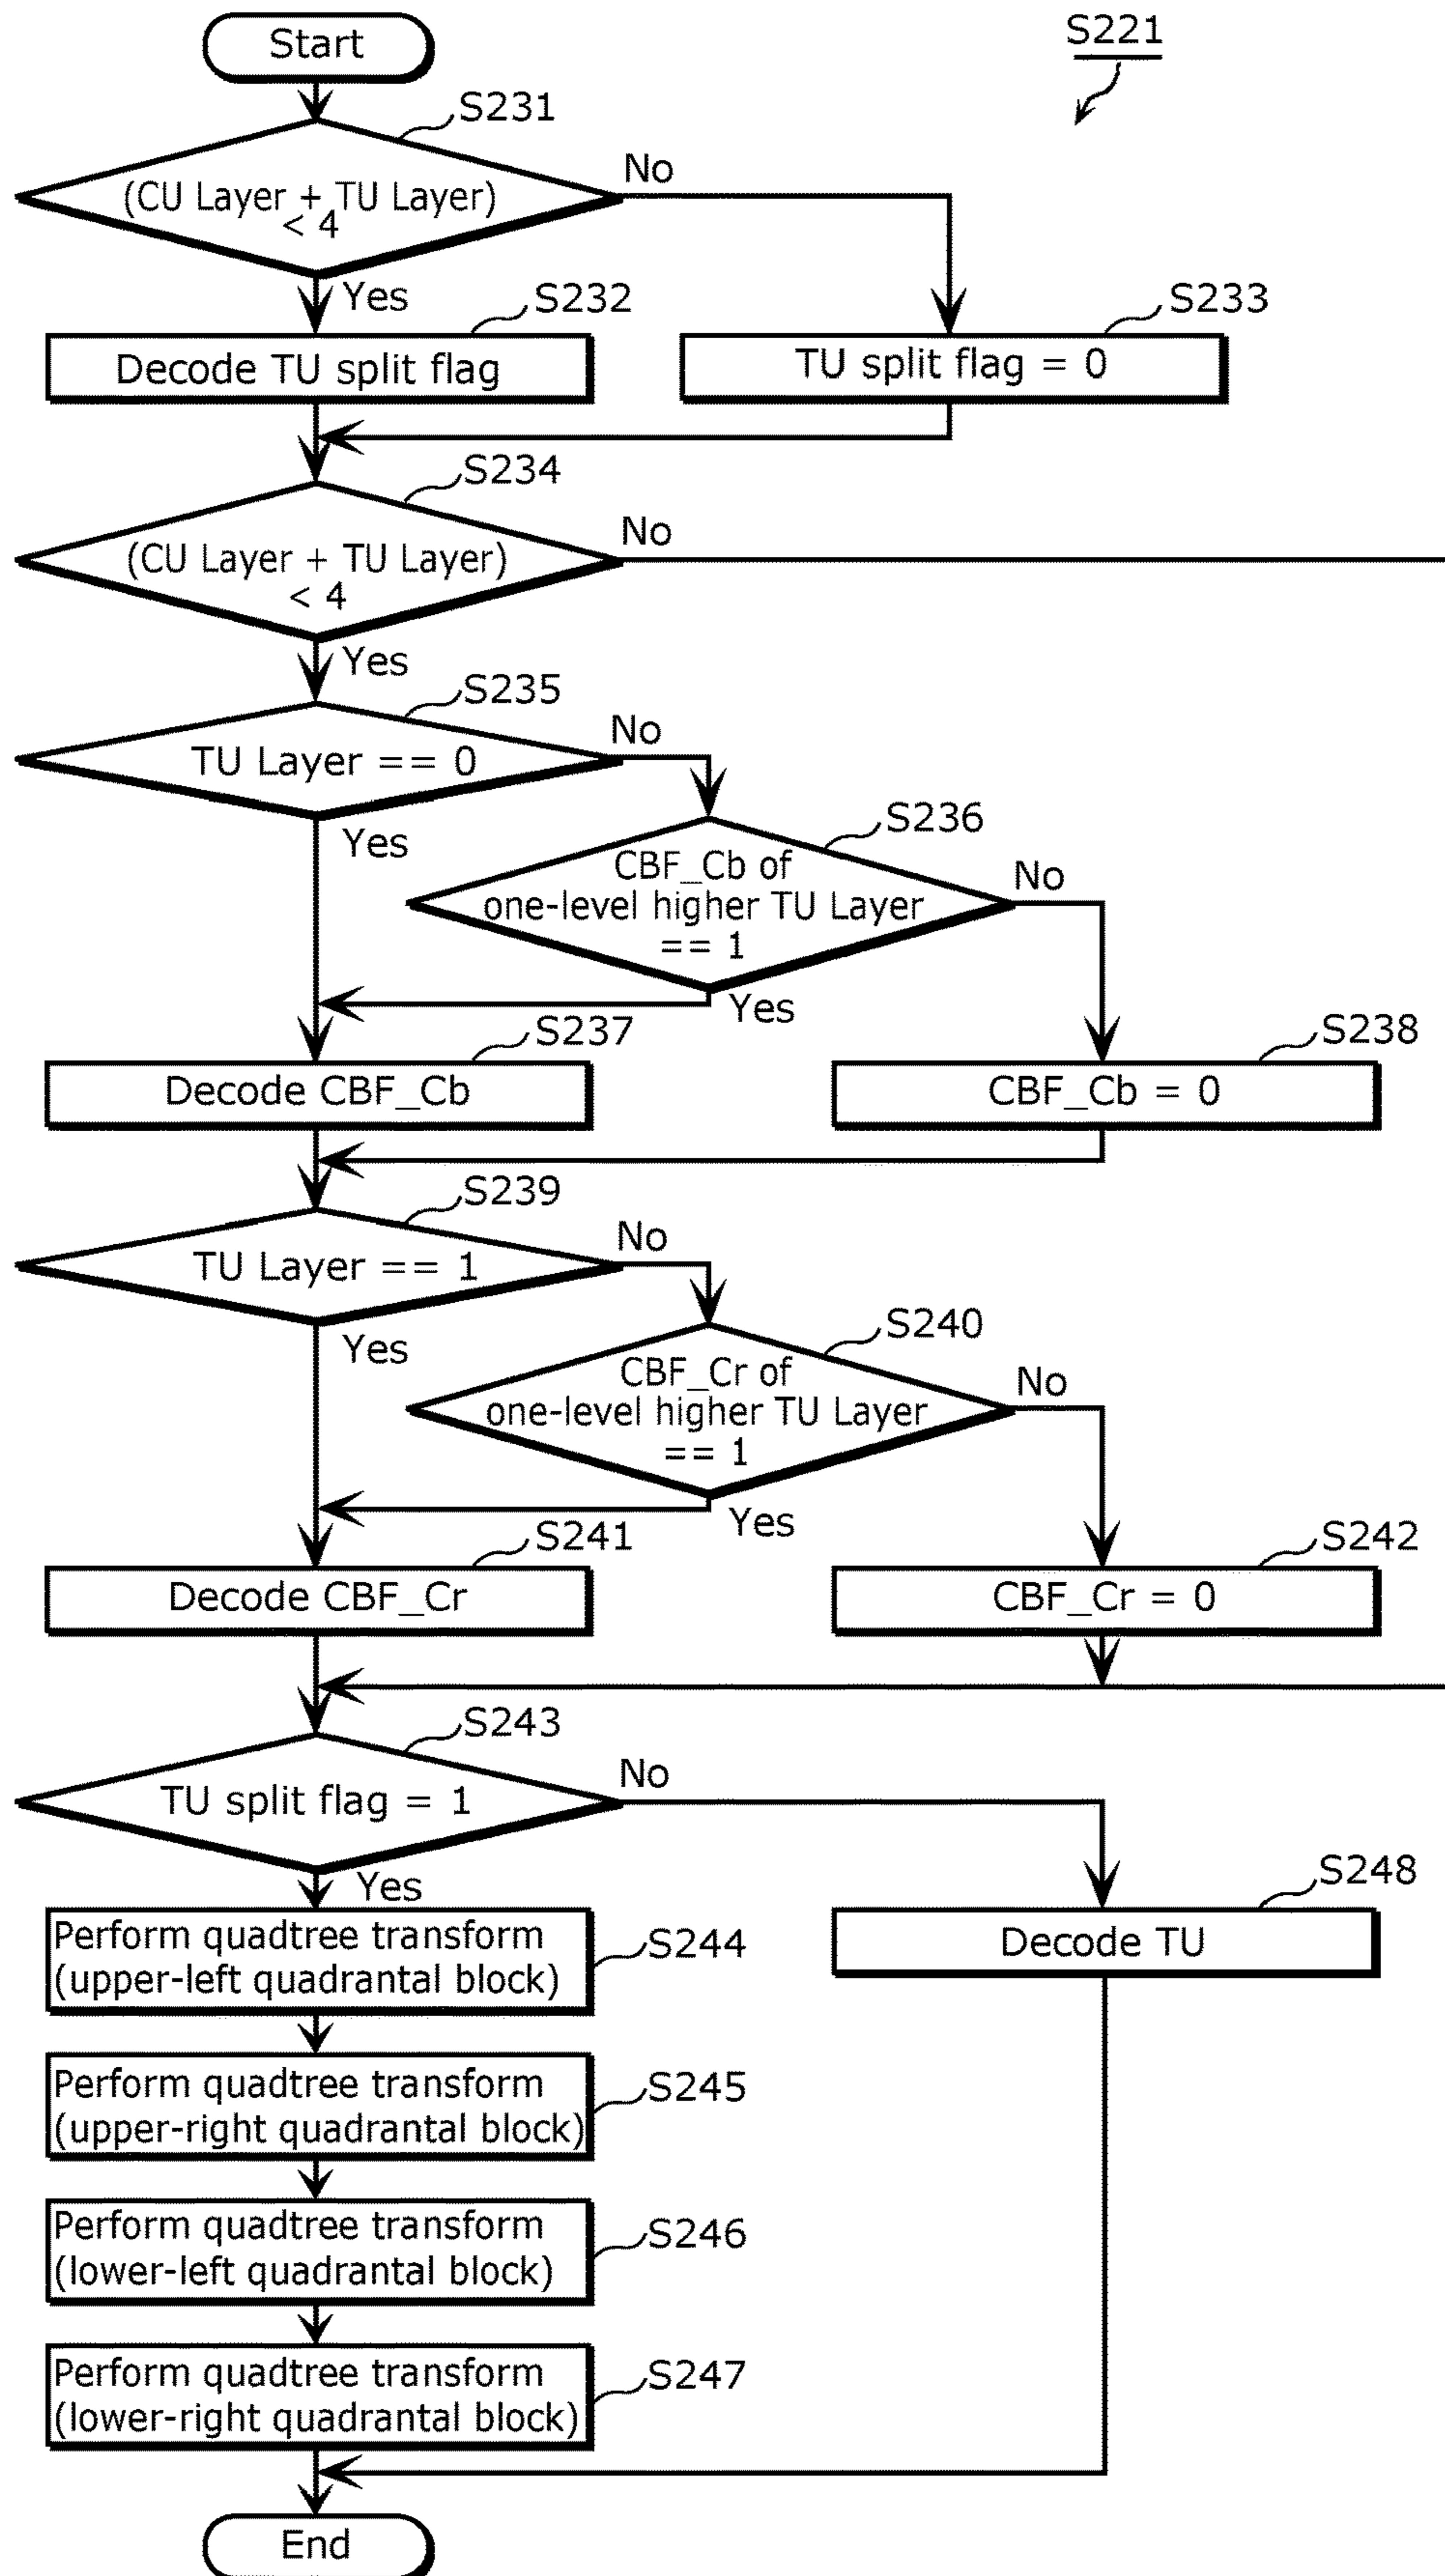 Start
S221
S231
(CU Layer + TU Layer)
< 4
No
Yes
S232
S233
Decode TU split flag
TU split flag = 0
S234
(CU Layer + TU Layer)
< 4
No
Yes
S235
TU Layer == 0
No
Yes
S236
CBF_Cb of
one-level higher TU Layer
== 1
No
Yes
S237
S238
Decode CBF_Cb
CBF_Cb = 0
S239
TU Layer == 1
No
Yes
S240
CBF_Cr of
one-level higher TU Layer
== 1
No
Yes
S241
S242
Decode CBF_Cr
CBF_Cr = 0
S243
TU split flag = 1
No
Yes
S248
Decode TU
Perform quadtree transform
(upper-left quadrantal block)
S244
Perform quadtree transform
(upper-right quadrantal block)
S245
Perform quadtree transform
(lower-left quadrantal block)
S246
Perform quadtree transform
(lower-right quadrantal block)
S247
End